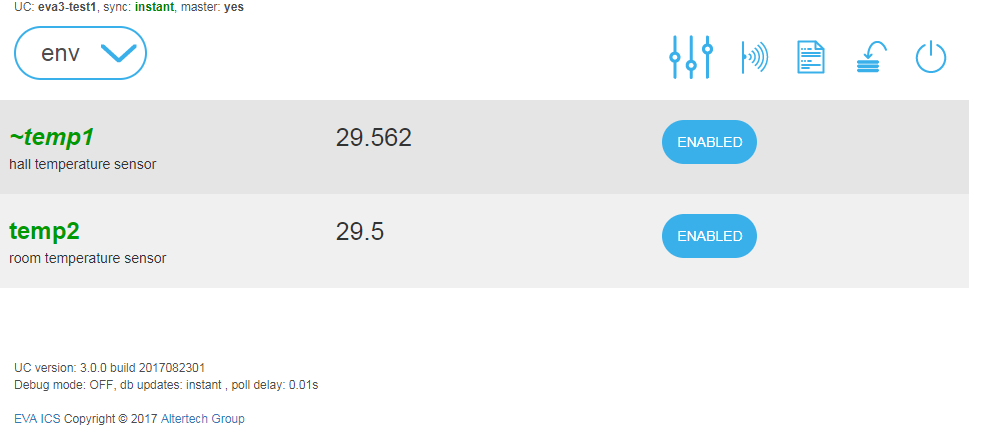 UC: eva3-test1, sync: instant, master: yes
env
~temp1
29.562
ENABLED
hall temperature sensor
temp2
29.5
ENABLED
room temperature sensor
UC version: 3.0.0 build 2017082301
Debug mode: OFF, db updates: instant , poll delay: 0.01s
EVA ICS Copyright © 2017 Altertech Group